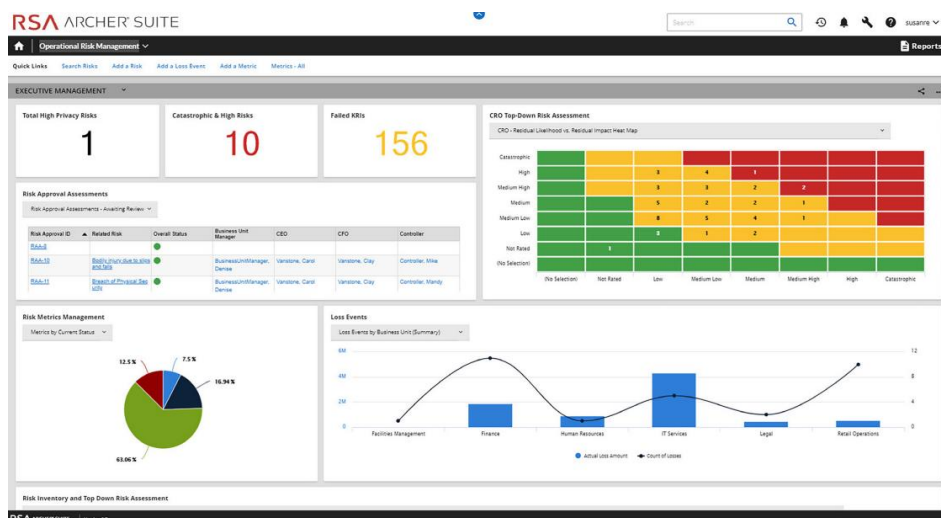 RSA ARCHER® SUITE
Search
susanre
Operational Risk Management
Reports
Quick Links Search Risks Add a Risk Add a Loss Event Add a Metric Metrics - All
EXECUTIVE MANAGEMENT
Total High Privacy Risks
1
Catastrophic & High Risks
10
Failed KRIs
156
Risk Approval Assessments
Risk Approval Assessments - Awaiting Review
Risk Approval ID Related Risk Overall Status Business Unit Manager CEO CFO Controller
RAA-8
RAA-10 Bodily injury due to slips and falls BusinessUnitManager, Denise Vanstone, Carol Vanstone, Clay Controller, Mike
RAA-11 Breach of Physical Security BusinessUnitManager, Denise Vanstone, Carol Vanstone, Clay Controller, Mandy
CRO Top-Down Risk Assessment
CRO - Residual Likelihood vs. Residual Impact Heat Map
Catastrophic
High 3 4 1
Medium High 3 3 2 2
Medium 5 2 2 1
Medium Low 8 5 4 1
Low 3 1 2
Not Rated 1
(No Selection)
(No Selection) Not Rated Low Medium Low Medium Medium High High Catastrophic
Risk Metrics Management
Metrics by Current Status
12.5 %
7.5 %
16.94 %
63.06 %
Loss Events
Loss Events by Business Unit (Summary)
6M 12
4M 8
2M 4
0 0
Facilities Management Finance Human Resources IT Services Legal Retail Operations
Actual Loss Amount Count of Losses
Risk Inventory and Top Down Risk Assessment